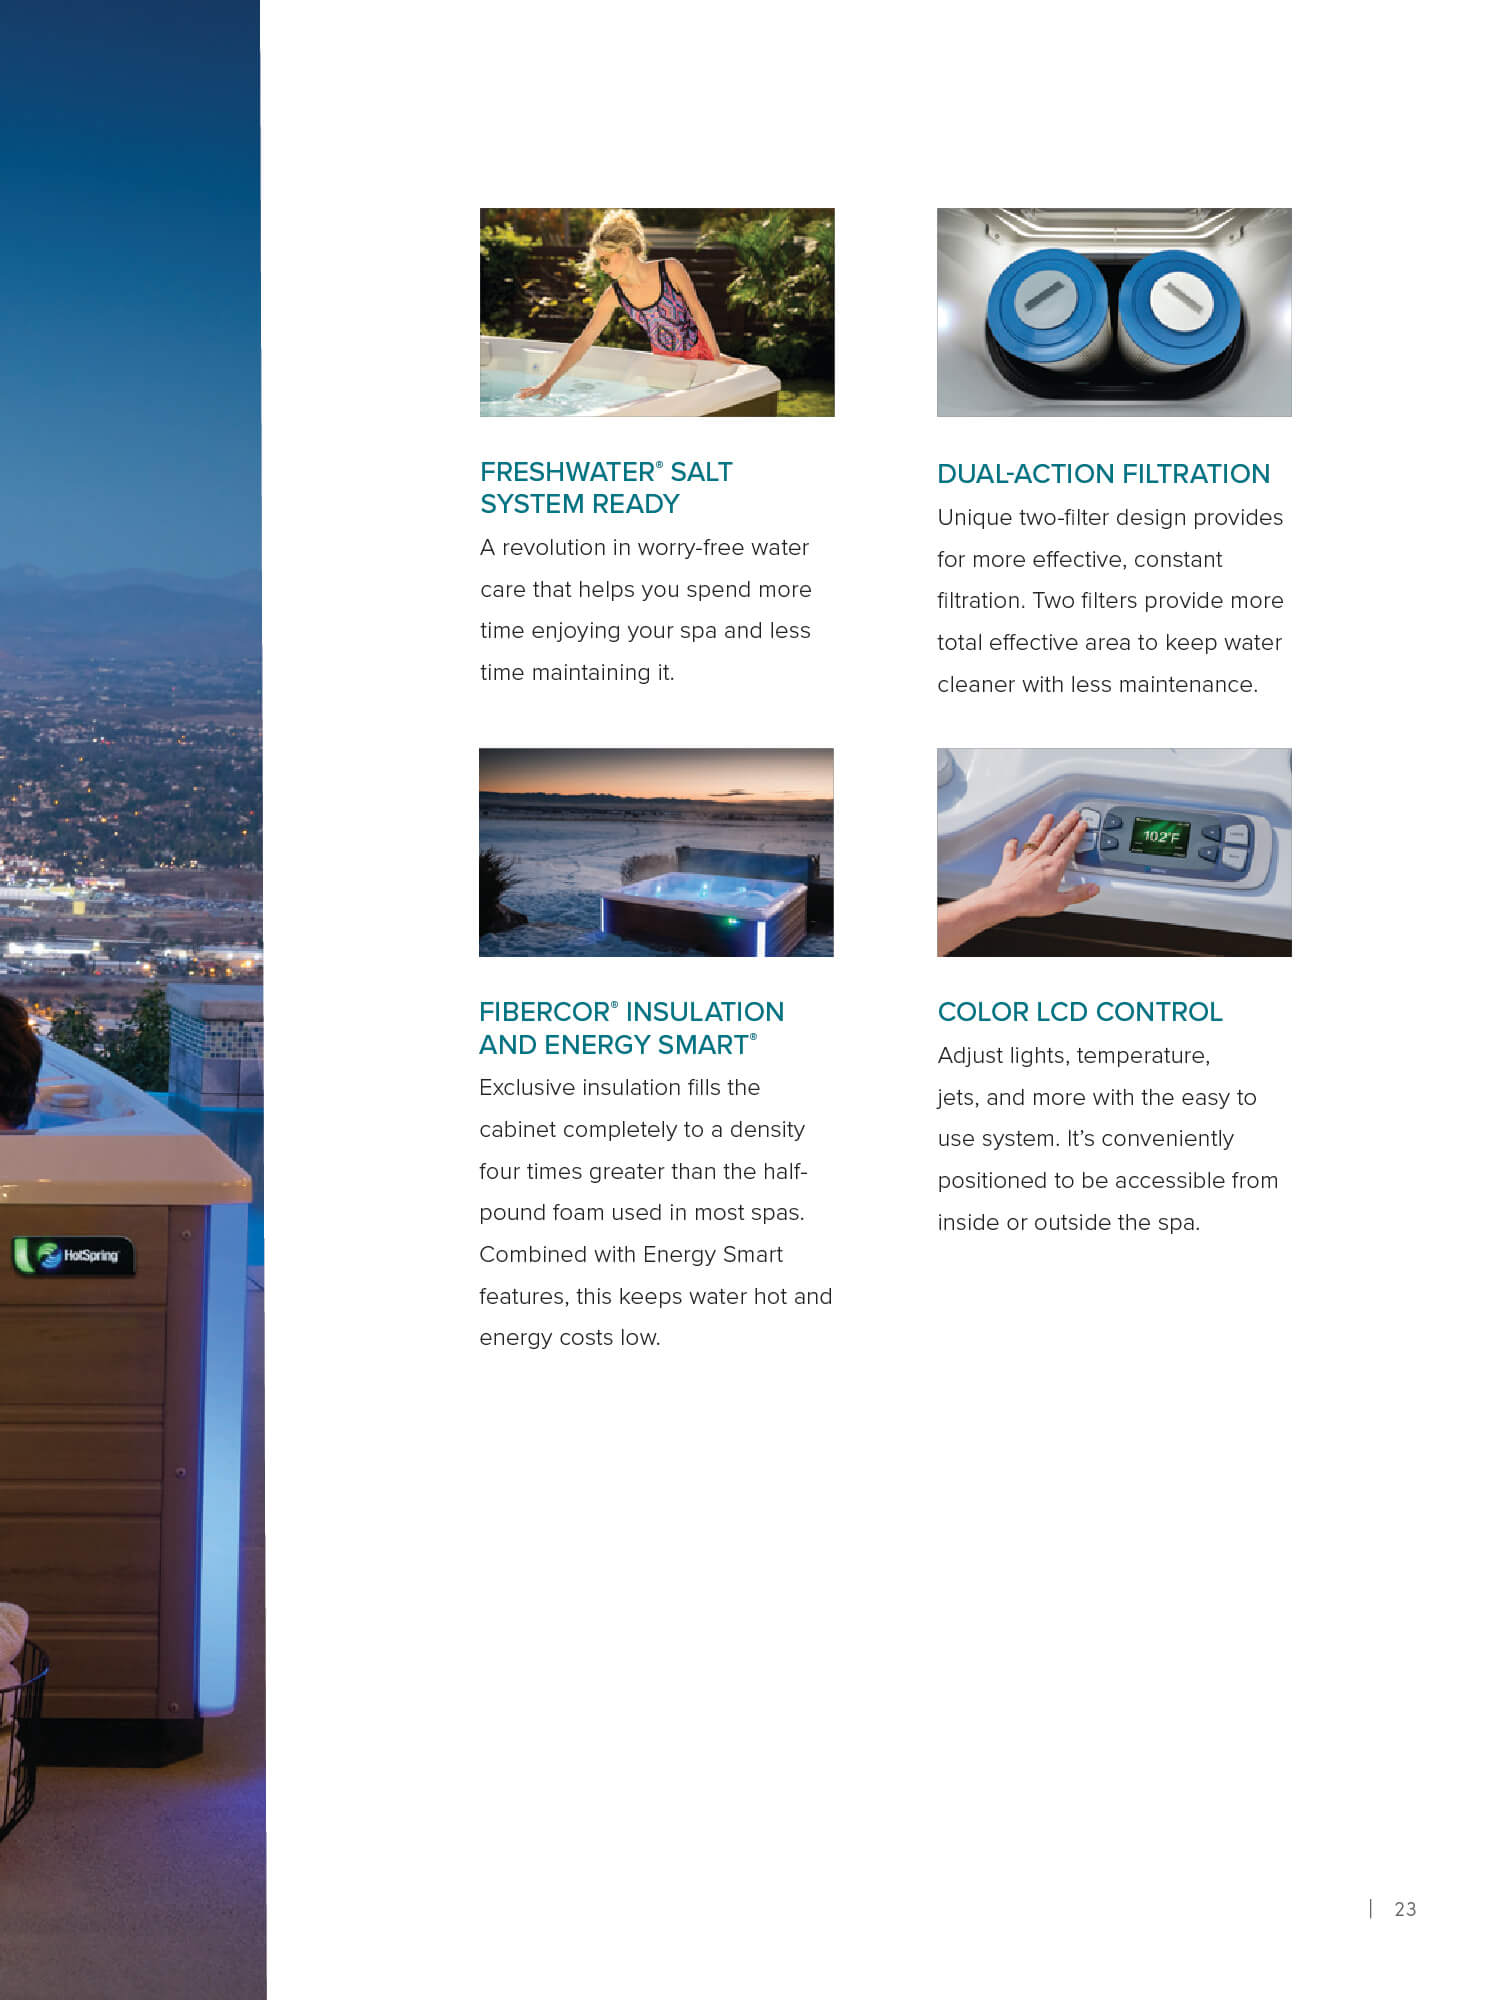 FRESHWATER® SALT
SYSTEM READY
A revolution in worry-free water
care that helps you spend more
time enjoying your spa and less
time maintaining it.
DUAL-ACTION FILTRATION
Unique two-filter design provides
for more effective, constant
filtration. Two filters provide more
total effective area to keep water
cleaner with less maintenance.
102°F
FIBERCOR® INSULATION
AND ENERGY SMART®
Exclusive insulation fills the
cabinet completely to a density
four times greater than the half-
pound foam used in most spas.
Combined with Energy Smart
features, this keeps water hot and
energy costs low.
COLOR LCD CONTROL
Adjust lights, temperature,
jets, and more with the easy to
use system. It’s conveniently
positioned to be accessible from
inside or outside the spa.
HotSpring
| 23